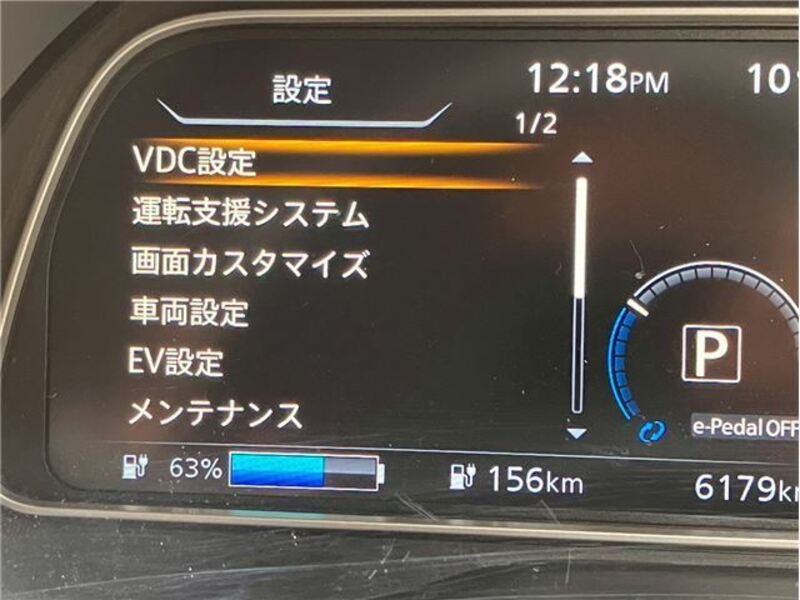 設定
12:18PM
10
1/2
VDC設定
運転支援システム
画面カスタマイズ
車両設定
EV設定
メンテナンス
P
e-Pedal OFF
63%
156km
6179km